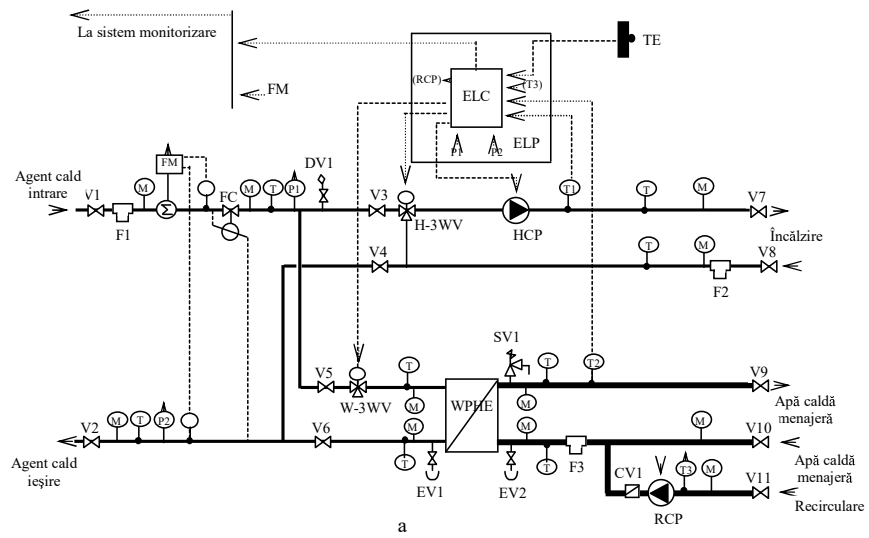 La sistem monitorizare
FM
(RCP)
(T3)
ELC
TE
P1
P2
ELP
Agent cald
intrare
V1
F1
M
FM
Σ
FC
M
T
P1
DV1
V3
H-3WV
HCP
T1
T
M
V7
Încălzire
V4
T
M
V8
F2
V5
W-3WV
T
M
WPHE
SV1
M
T
T2
V9
Apă caldă
menajeră
V2
M
T
P2
V6
M
T
EV1
M
EV2
T
F3
M
V10
Apă caldă
menajeră
CV1
RCP
T3
M
V11
Recirculare
Agent cald
ieşire
a